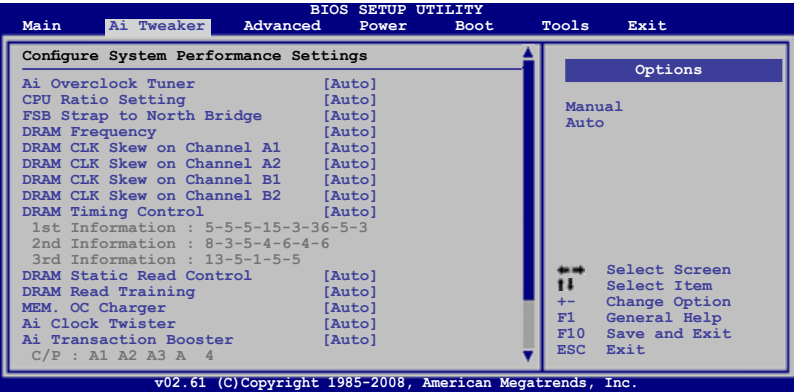 BIOS SETUP UTILITY
Main Ai Tweaker Advanced Power Boot Tools Exit
Configure System Performance Settings
Ai Overclock Tuner [Auto]
CPU Ratio Setting [Auto]
FSB Strap to North Bridge [Auto]
DRAM Frequency [Auto]
DRAM CLK Skew on Channel A1 [Auto]
DRAM CLK Skew on Channel A2 [Auto]
DRAM CLK Skew on Channel B1 [Auto]
DRAM CLK Skew on Channel B2 [Auto]
DRAM Timing Control [Auto]
1st Information : 5-5-5-15-3-36-5-3
2nd Information : 8-3-5-4-6-4-6
3rd Information : 13-5-1-5-5
DRAM Static Read Control [Auto]
DRAM Read Training [Auto]
MEM. OC Charger [Auto]
Ai Clock Twister [Auto]
Ai Transaction Booster [Auto]
C/P : A1 A2 A3 A 4
Options
Manual
Auto
Select Screen
Select Item
+- Change Option
F1 General Help
F10 Save and Exit
ESC Exit
v02.61 (C)Copyright 1985-2008, American Megatrends, Inc.